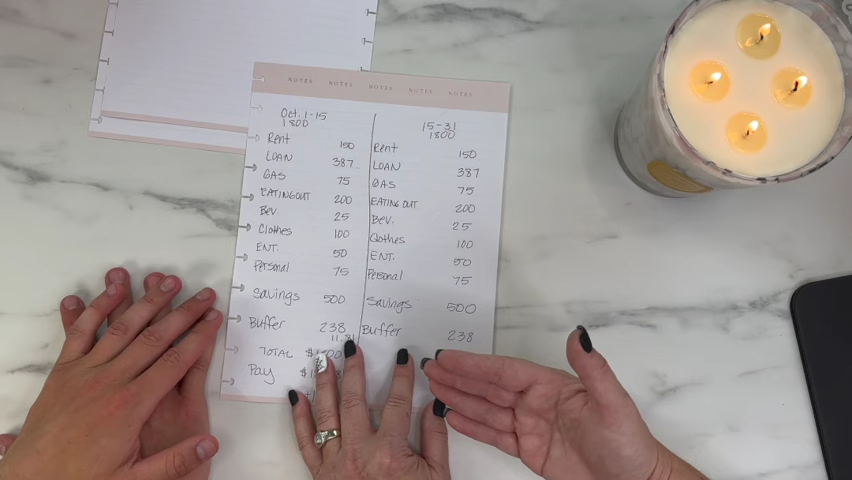 NOTES NOTES NOTES NOTES NOTES
Oct. 1-15
1800
Rent 150
LOAN 387
GAS 75
EATING OUT 200
Bev. 25
Clothes 100
ENT. 50
Personal 75
Savings 500
Buffer 238
TOTAL
Pay
15-31
1800
Rent 150
LOAN 387
GAS 75
EATING OUT 200
Bev. 25
Clothes 100
ENT. 50
Personal 75
Savings 500
Buffer 238